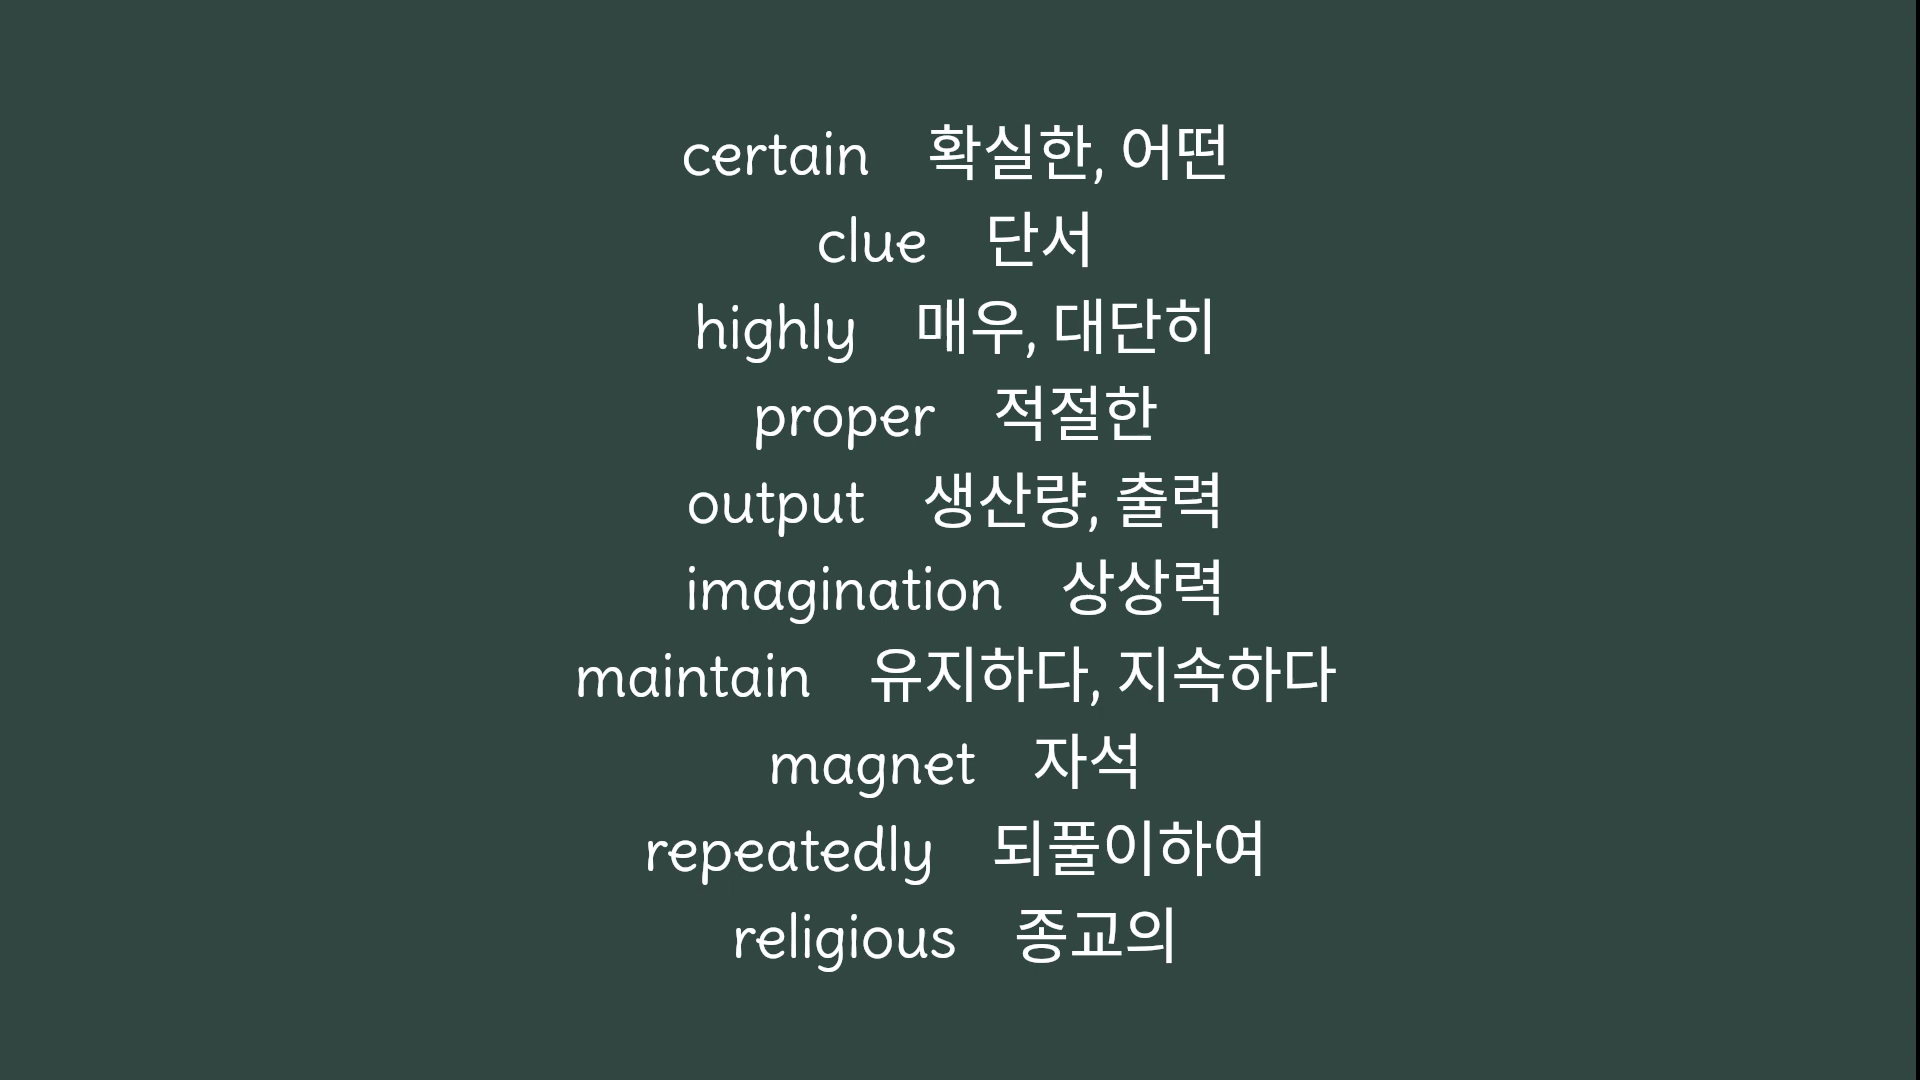 certain 확실한, 어떤
clue 단서
highly 매우, 대단히
proper 적절한
output 생산량, 출력
imagination 상상력
maintain 유지하다, 지속하다
magnet 자석
repeatedly 되풀이하여
religious 종교의